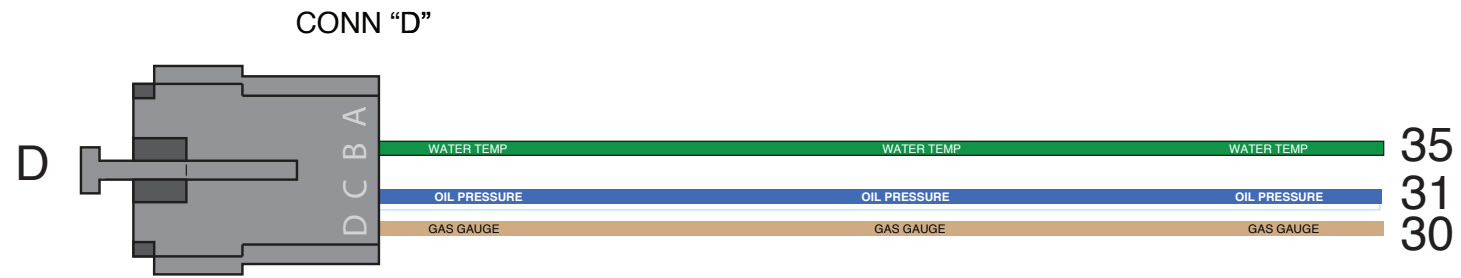 CONN “D”
D
A
B
C
D
WATER TEMP WATER TEMP WATER TEMP 35
OIL PRESSURE OIL PRESSURE OIL PRESSURE 31
GAS GAUGE GAS GAUGE GAS GAUGE 30